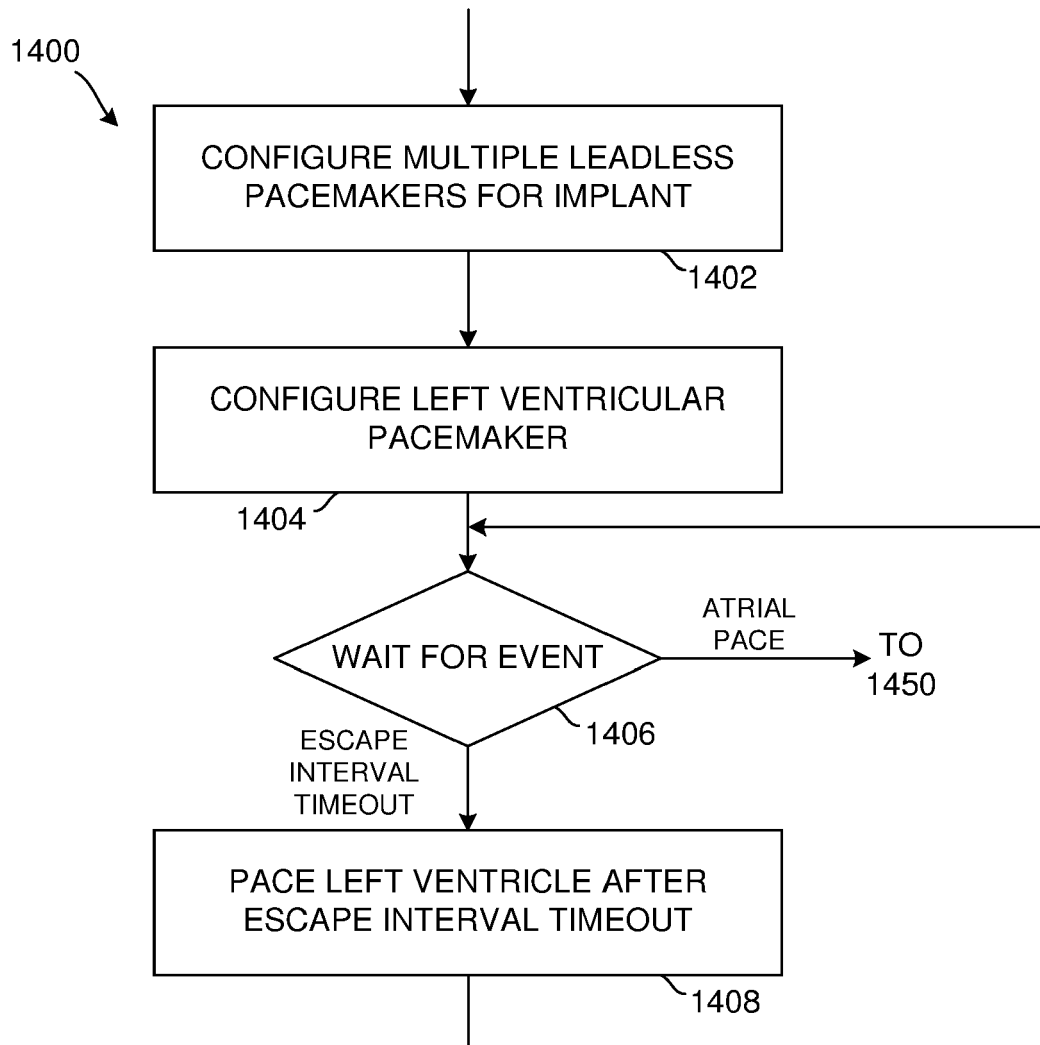 1400
CONFIGURE MULTIPLE LEADLESS
PACEMAKERS FOR IMPLANT
1402
CONFIGURE LEFT VENTRICULAR
PACEMAKER
1404
WAIT FOR EVENT
ATRIAL
PACE
TO
1450
1406
ESCAPE
INTERVAL
TIMEOUT
PACE LEFT VENTRICLE AFTER
ESCAPE INTERVAL TIMEOUT
1408